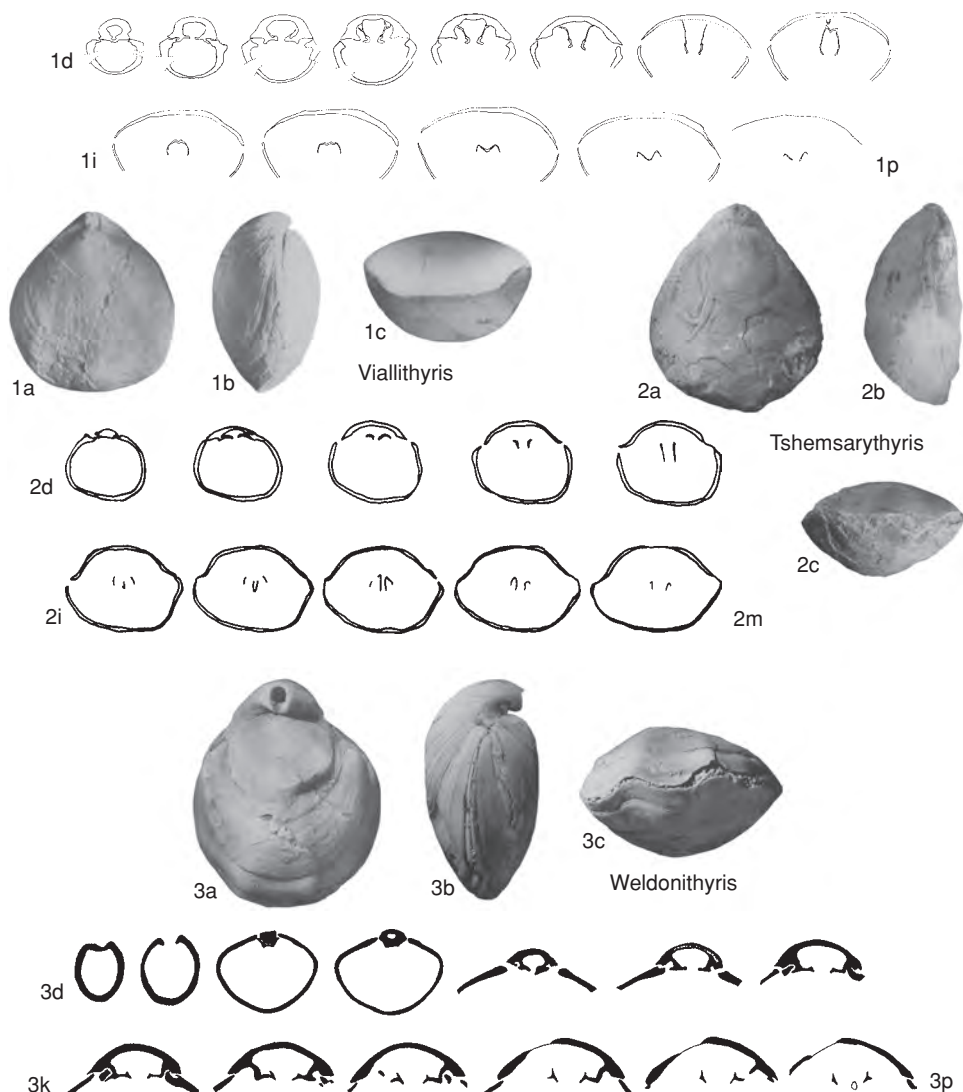 1d
1i 1p
1a 1b 1c
Viallithyris
2a 2b
Tshemsarythyris
2d
2c
2i 2m
3a 3b 3c
Weldonithyris
3d
3k 3p